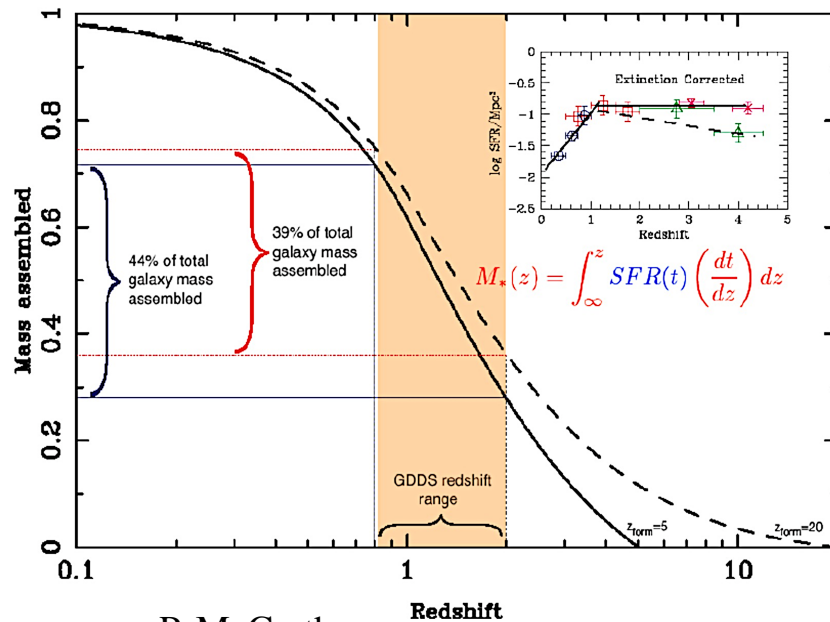 Mass assembled
1
0.8
0.6
0.4
0.2
0
0.1
1
10
Redshift
44% of total
galaxy mass
assembled
39% of total
galaxy mass
assembled
GDDS redshift
range
z_form=5
z_form=20
Extinction Corrected
log SFR/Mpc³
0
-0.5
-1
-1.5
-2
-2.5
0
1
2
3
4
5
Redshift
M_*(z) = ∫_∞^z SFR(t) (dt/dz) dz